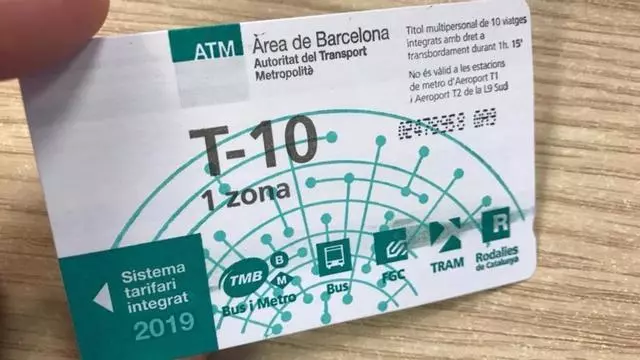 ATM
Àrea de Barcelona
Autoritat del Transport
Metropolità
Títol multipersonal de 10 viatges
integrats amb dret a
transbordament durant 1h. 15'
No és vàlid a les estacions
de metro d'Aeroport T1
i Aeroport T2 de la L9 Sud
T-10
1 zona
Sistema
tarifari
integrat
2019
TMB
B
M
Bus i Metro
Bus
FGC
TRAM
R
Rodalies
de Catalunya